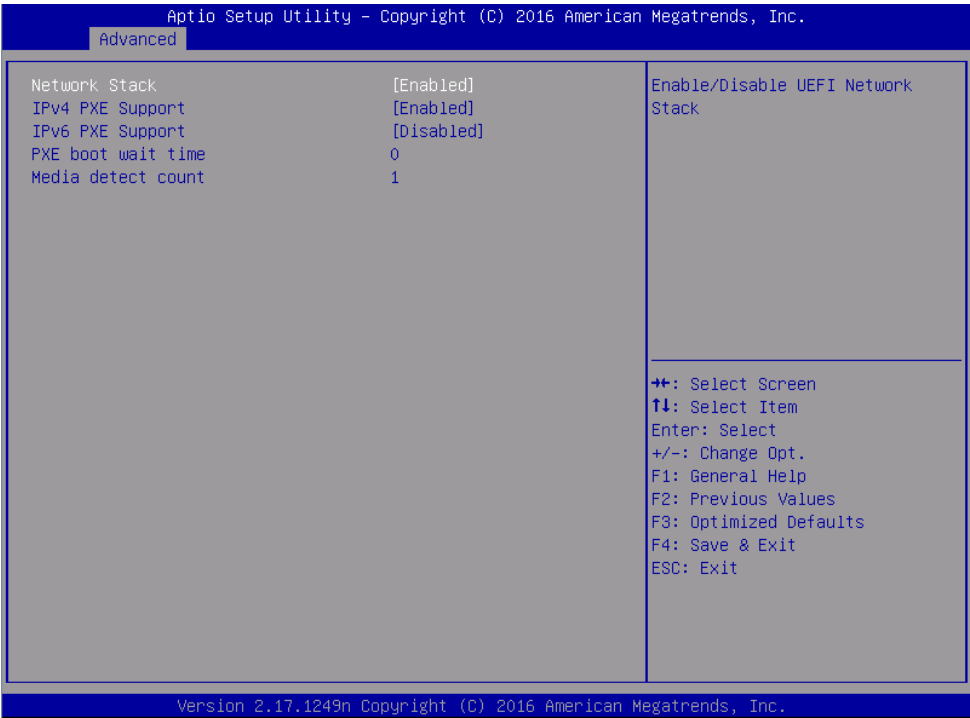 Aptio Setup Utility – Copyright (C) 2016 American Megatrends, Inc.
Advanced
Network Stack [Enabled]
IPv4 PXE Support [Enabled]
IPv6 PXE Support [Disabled]
PXE boot wait time 0
Media detect count 1
Enable/Disable UEFI Network
Stack
→←: Select Screen
↑↓: Select Item
Enter: Select
+/-: Change Opt.
F1: General Help
F2: Previous Values
F3: Optimized Defaults
F4: Save & Exit
ESC: Exit
Version 2.17.1249n Copyright (C) 2016 American Megatrends, Inc.